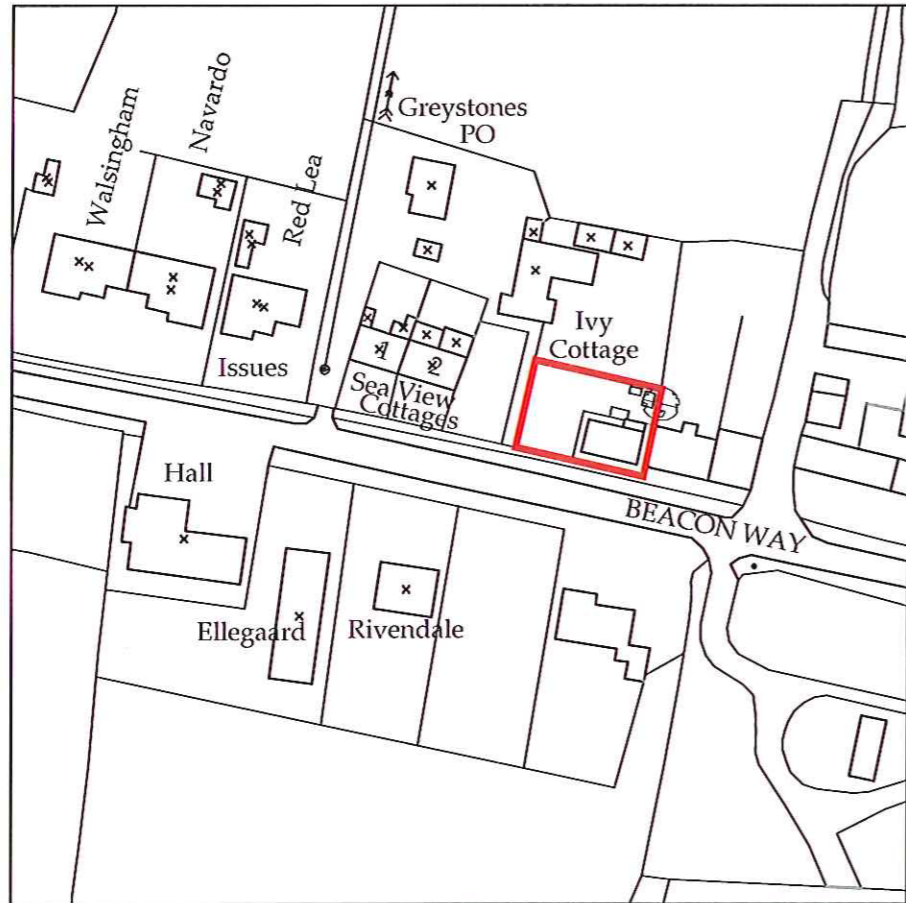 Greystones
PO
Navardo
Walsingham
Red Lea
Ivy
Cottage
Issues
1
2
Sea View
Cottages
Hall
BEACON WAY
Ellegaard
Rivendale